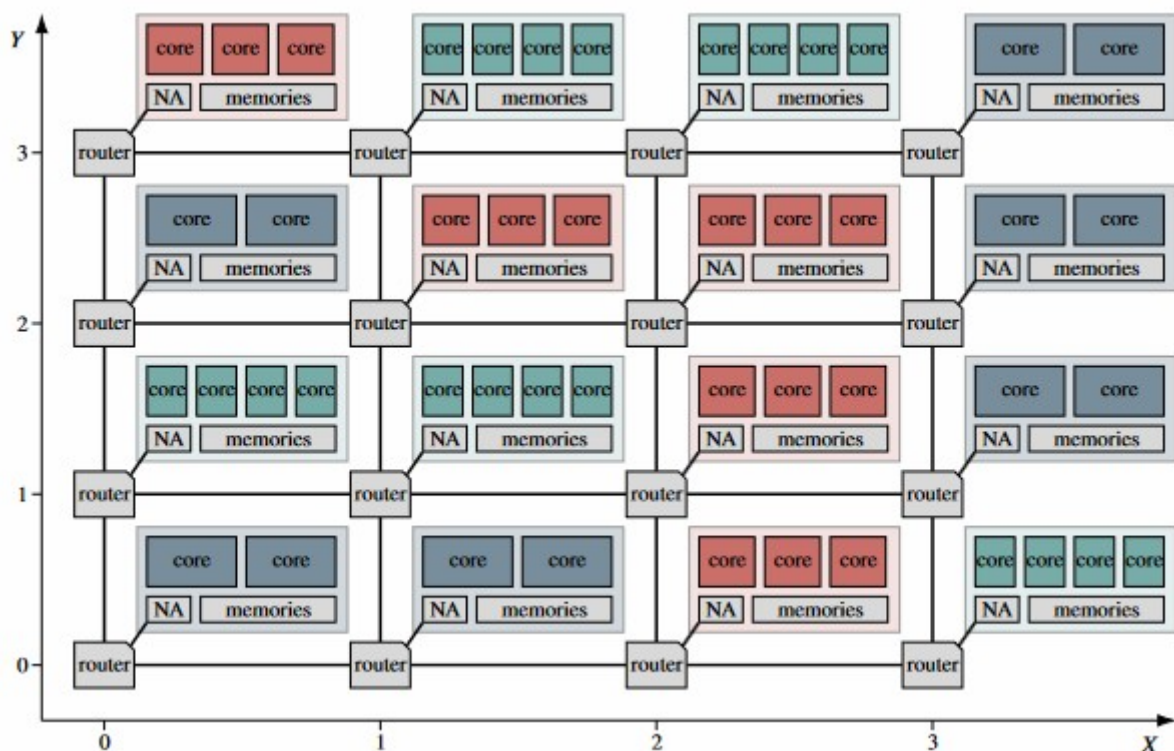 Y
core core core core core core core core core core core core core
NA memories NA memories NA memories NA memories
3 router router router router
core core core core core core core core core core
NA memories NA memories NA memories NA memories
2 router router router router
core core core core core core core core core core core core core
NA memories NA memories NA memories NA memories
1 router router router router
core core core core core core core core core core core
NA memories NA memories NA memories NA memories
0 router router router router
0 1 2 3 X